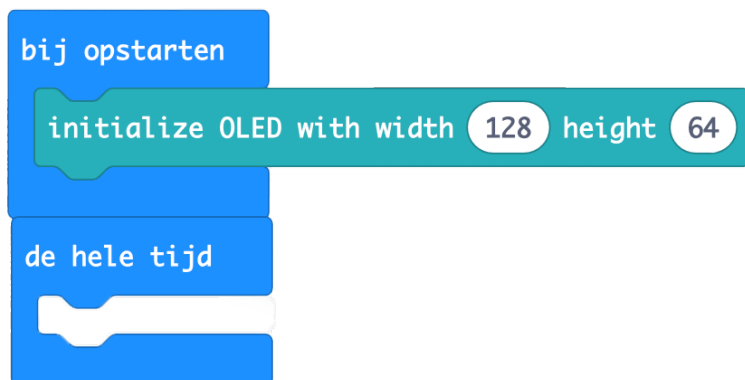 bij opstarten
initialize OLED with width 128 height 64
de hele tijd